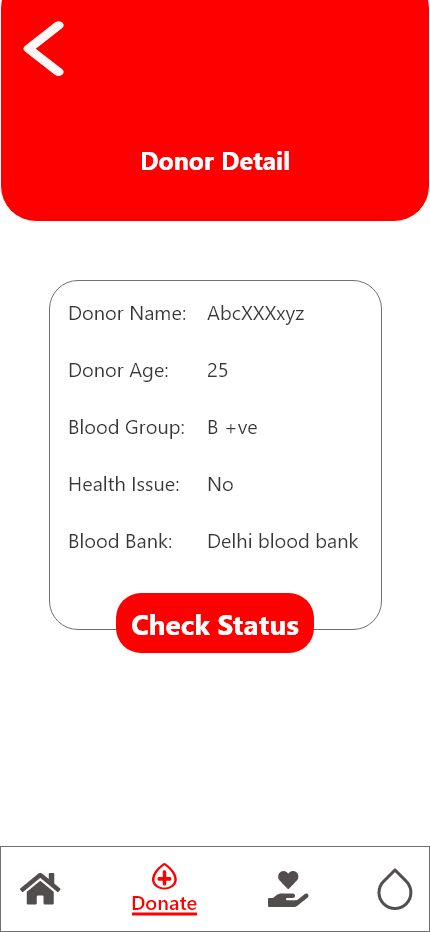 Donor Detail
Donor Name: AbcXXXxyz
Donor Age: 25
Blood Group: B +ve
Health Issue: No
Blood Bank: Delhi blood bank
Check Status
Donate